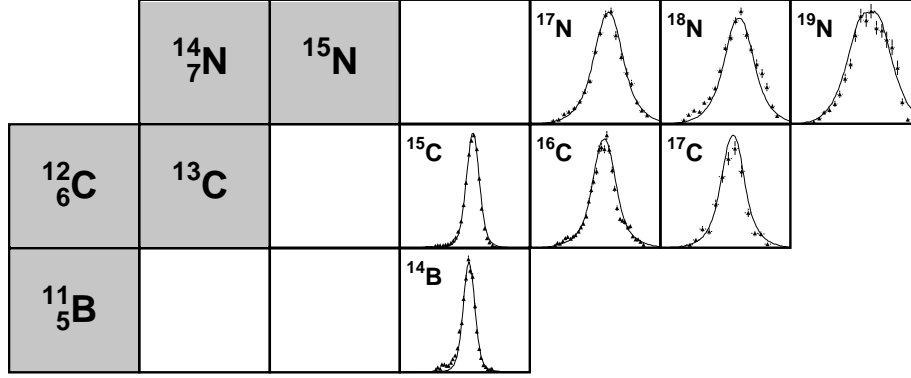 ¹⁴₇N ¹⁵N ¹⁷N ¹⁸N ¹⁹N
¹²₆C ¹³C ¹⁵C ¹⁶C ¹⁷C
¹¹₅B ¹⁴B